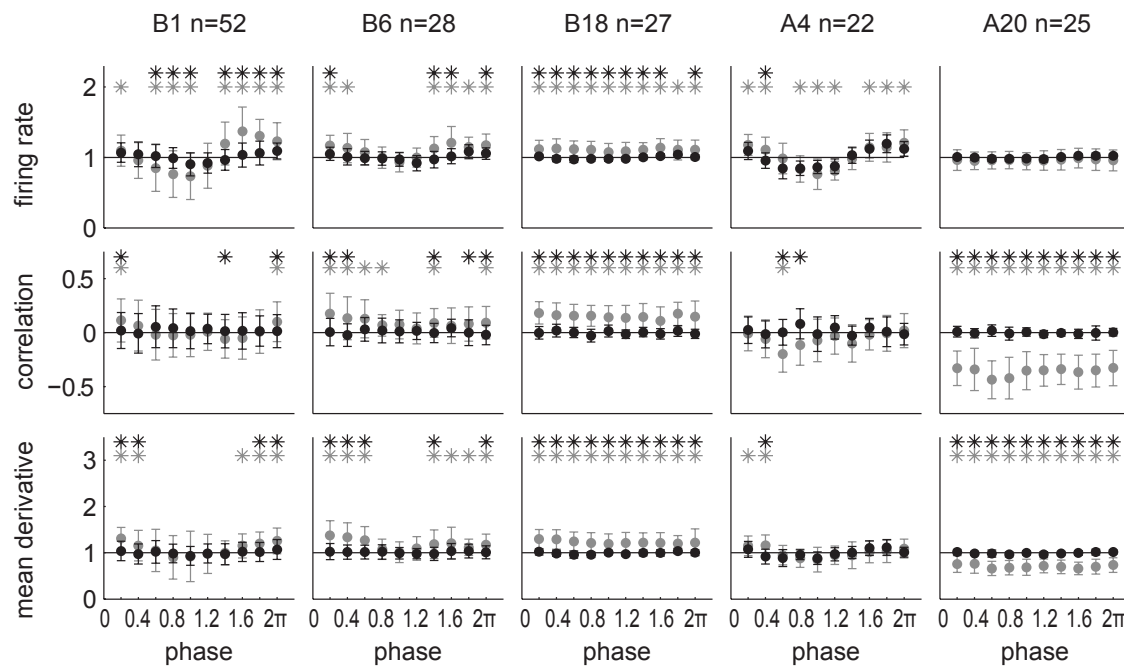 B1 n=52 B6 n=28 B18 n=27 A4 n=22 A20 n=25
firing rate
2
1
0
correlation
0.5
0
−0.5
mean derivative
3
2
1
0
0 0.4 0.8 1.2 1.6 2π 0 0.4 0.8 1.2 1.6 2π 0 0.4 0.8 1.2 1.6 2π 0 0.4 0.8 1.2 1.6 2π 0 0.4 0.8 1.2 1.6 2π
phase phase phase phase phase